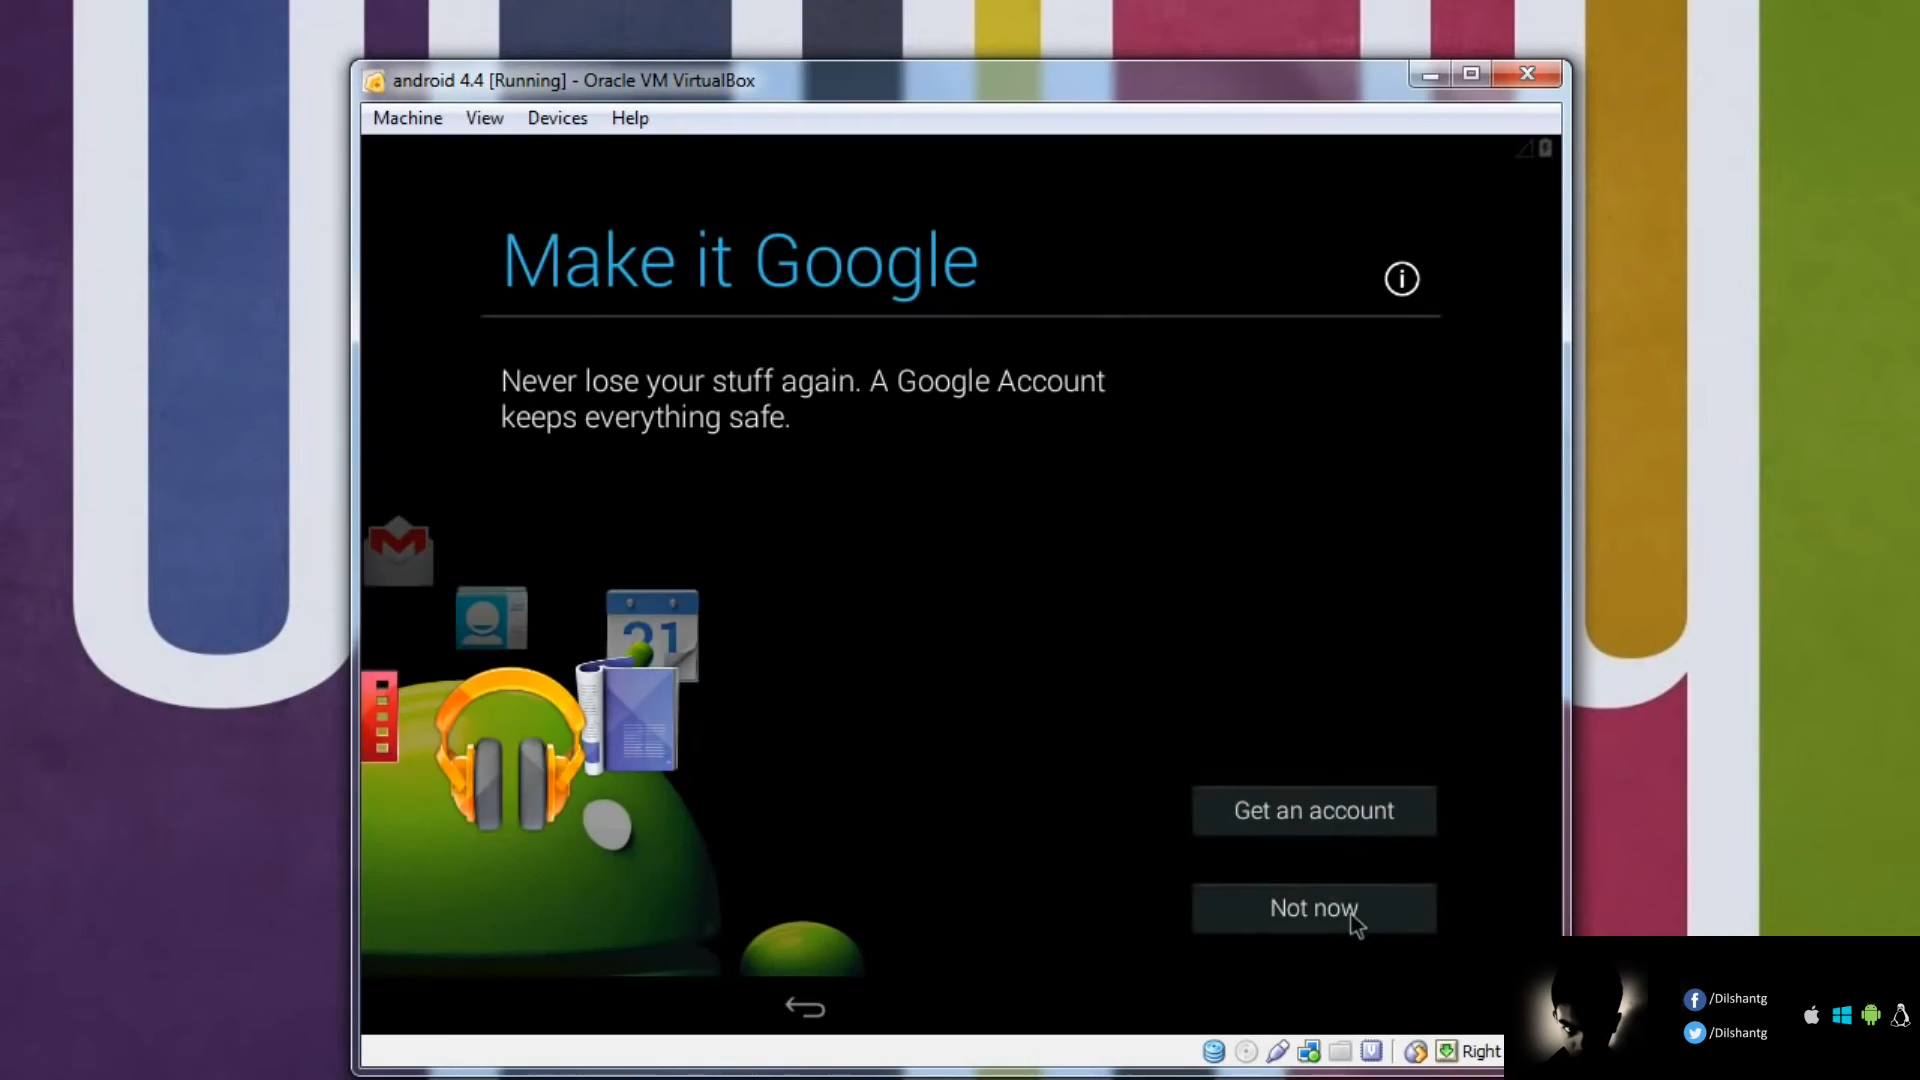 android 4.4 [Running] - Oracle VM VirtualBox
Machine View Devices Help
Make it Google
Never lose your stuff again. A Google Account
keeps everything safe.
31
Get an account
Not now
Right
/Dilshantg
/Dilshantg